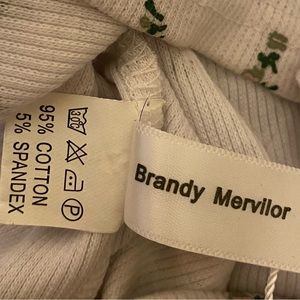 Brandy Mervilor
95% COTTON
5% SPANDEX